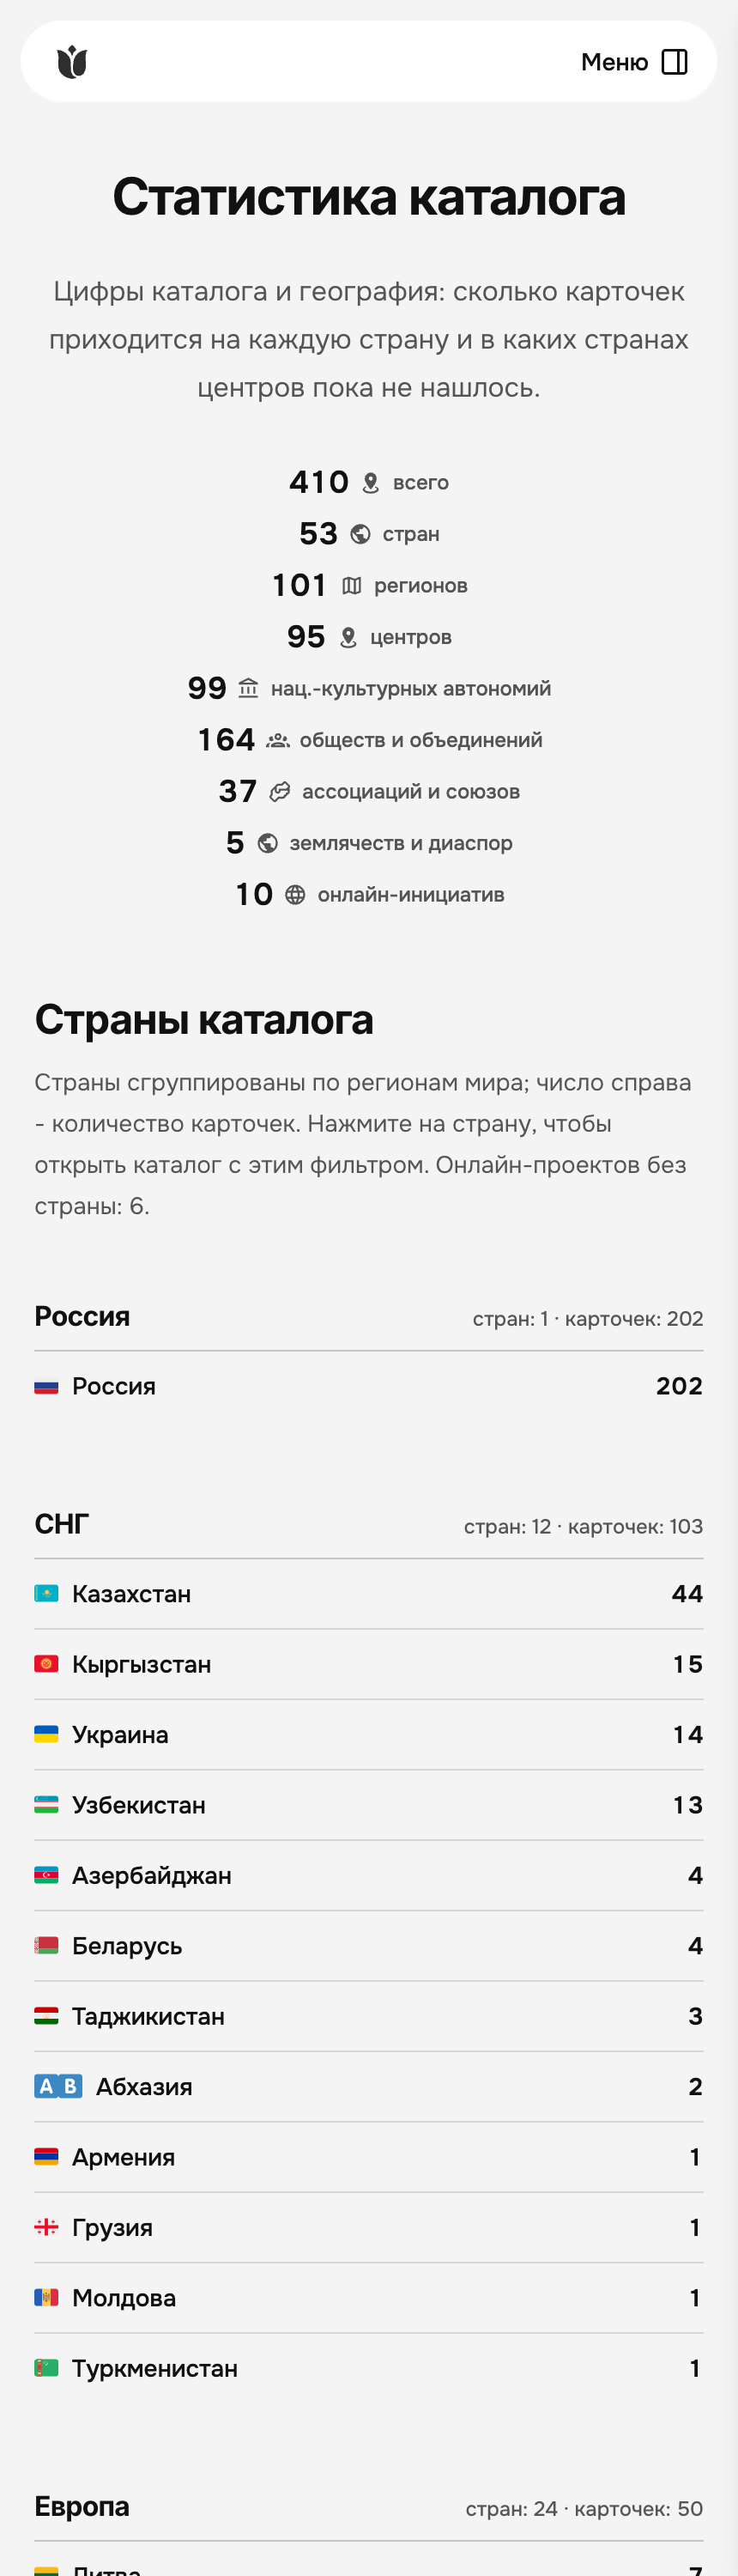 Меню
Статистика каталога
Цифры каталога и география: сколько карточек
приходится на каждую страну и в каких странах
центров пока не нашлось.
410 всего
53 стран
101 регионов
95 центров
99 нац.-культурных автономий
164 обществ и объединений
37 ассоциаций и союзов
5 землячеств и диаспор
10 онлайн-инициатив
Страны каталога
Страны сгруппированы по регионам мира; число справа
- количество карточек. Нажмите на страну, чтобы
открыть каталог с этим фильтром. Онлайн-проектов без
страны: 6.
Россия стран: 1 · карточек: 202
Россия 202
СНГ стран: 12 · карточек: 103
Казахстан 44
Кыргызстан 15
Украина 14
Узбекистан 13
Азербайджан 4
Беларусь 4
Таджикистан 3
AB Абхазия 2
Армения 1
Грузия 1
Молдова 1
Туркменистан 1
Европа стран: 24 · карточек: 50
Литва 7